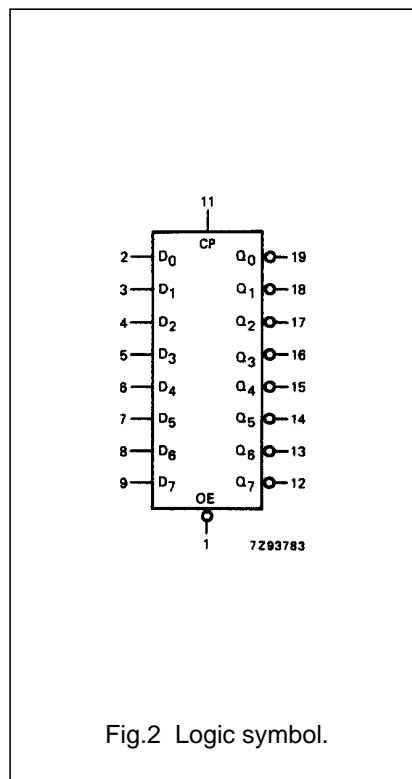 11
CP
2 D0 Q0 19
3 D1 Q1 18
4 D2 Q2 17
5 D3 Q3 16
6 D4 Q4 15
7 D5 Q5 14
8 D6 Q6 13
9 D7 Q7 12
OE
1 7Z93783
Fig.2 Logic symbol.